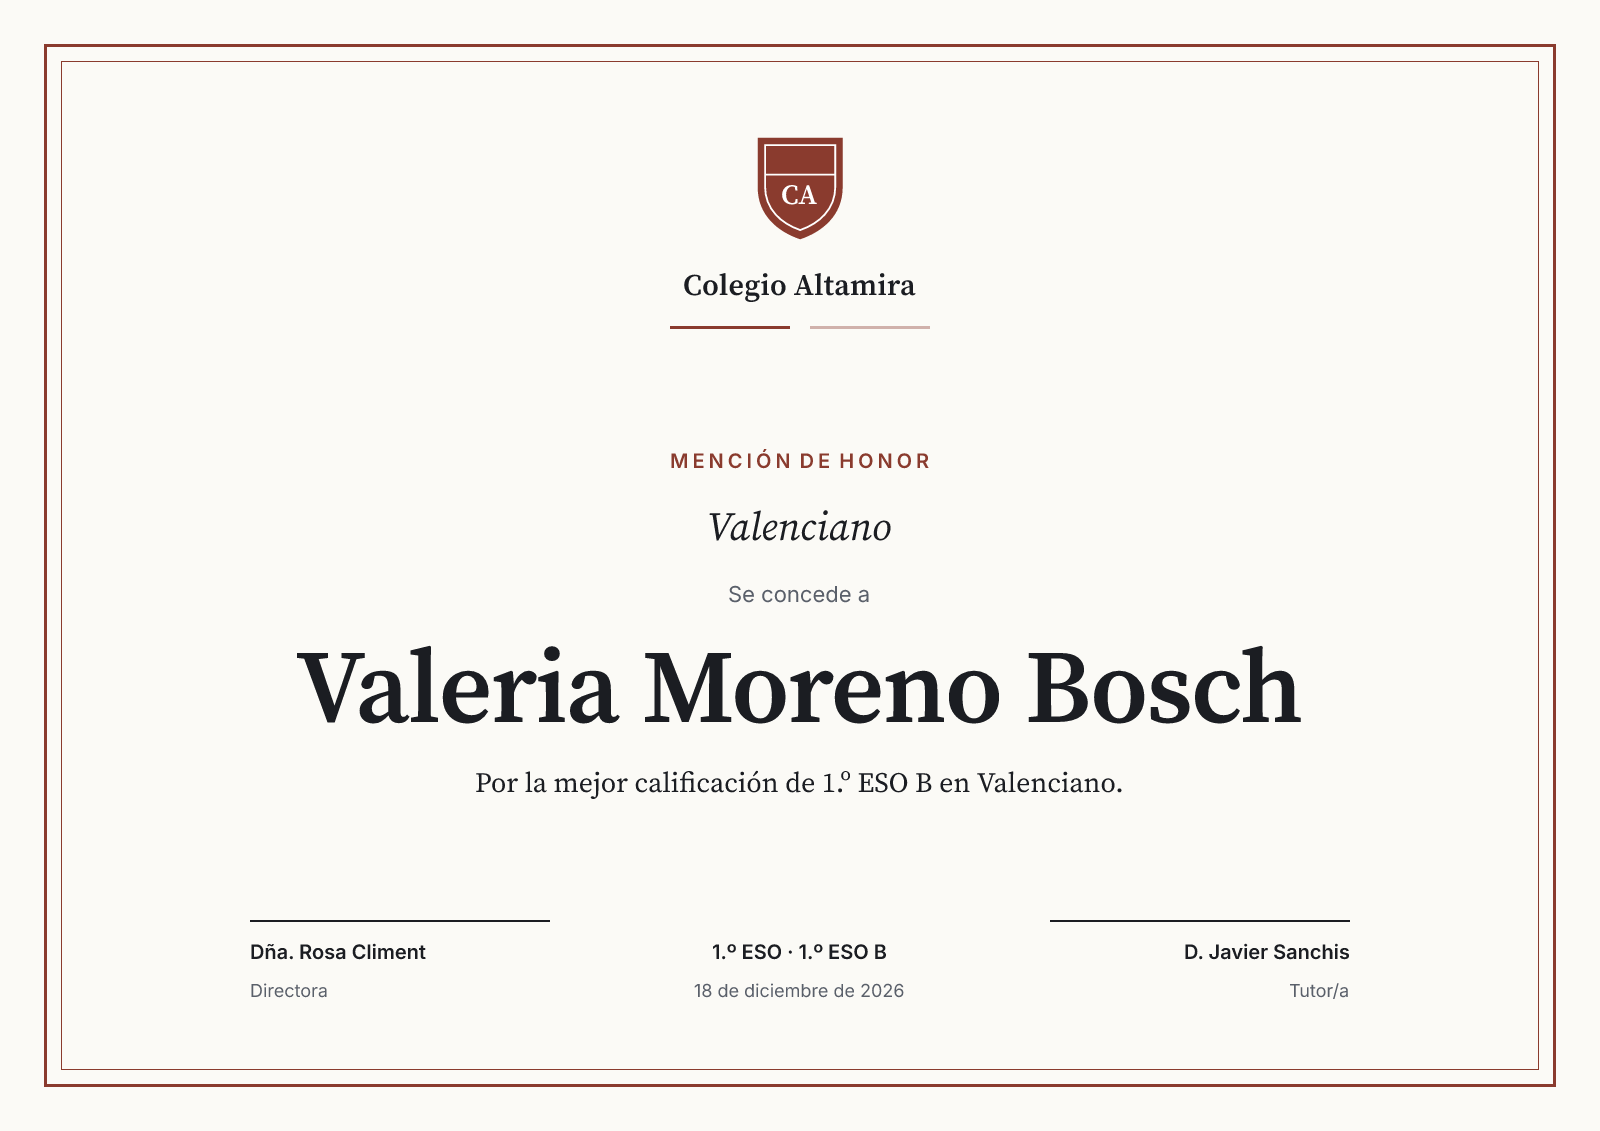 CA
Colegio Altamira
MENCIÓN DE HONOR
Valenciano
Se concede a
Valeria Moreno Bosch
Por la mejor calificación de 1.º ESO B en Valenciano.
Dña. Rosa Climent
Directora
1.º ESO · 1.º ESO B
18 de diciembre de 2026
D. Javier Sanchis
Tutor/a